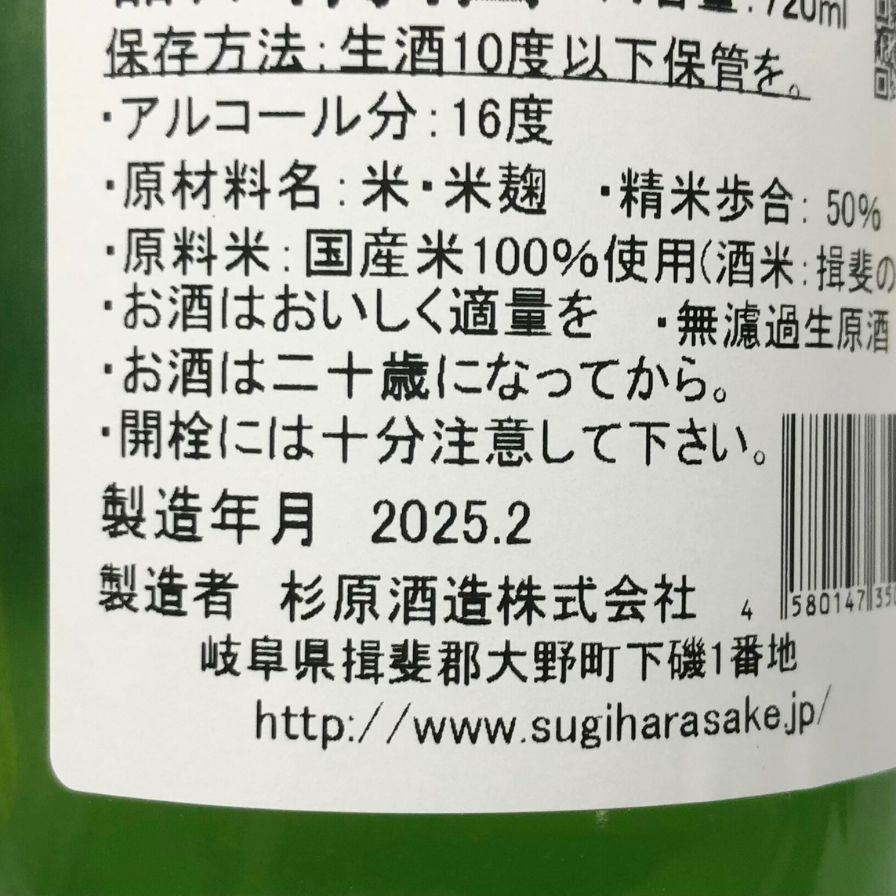 量:720ml
保存方法:生酒10度以下保管を。
・アルコール分:16度
・原材料名:米・米麹 ・精米歩合: 50%
・原料米:国産米100%使用(酒米:揖斐の
・お酒はおいしく適量を ・無濾過生原酒
・お酒は二十歳になってから。
・開栓には十分注意して下さい。
製造年月 2025.2
製造者 杉原酒造株式会社
4 580147 35
岐阜県揖斐郡大野町下磯1番地
http://www.sugiharasake.jp/